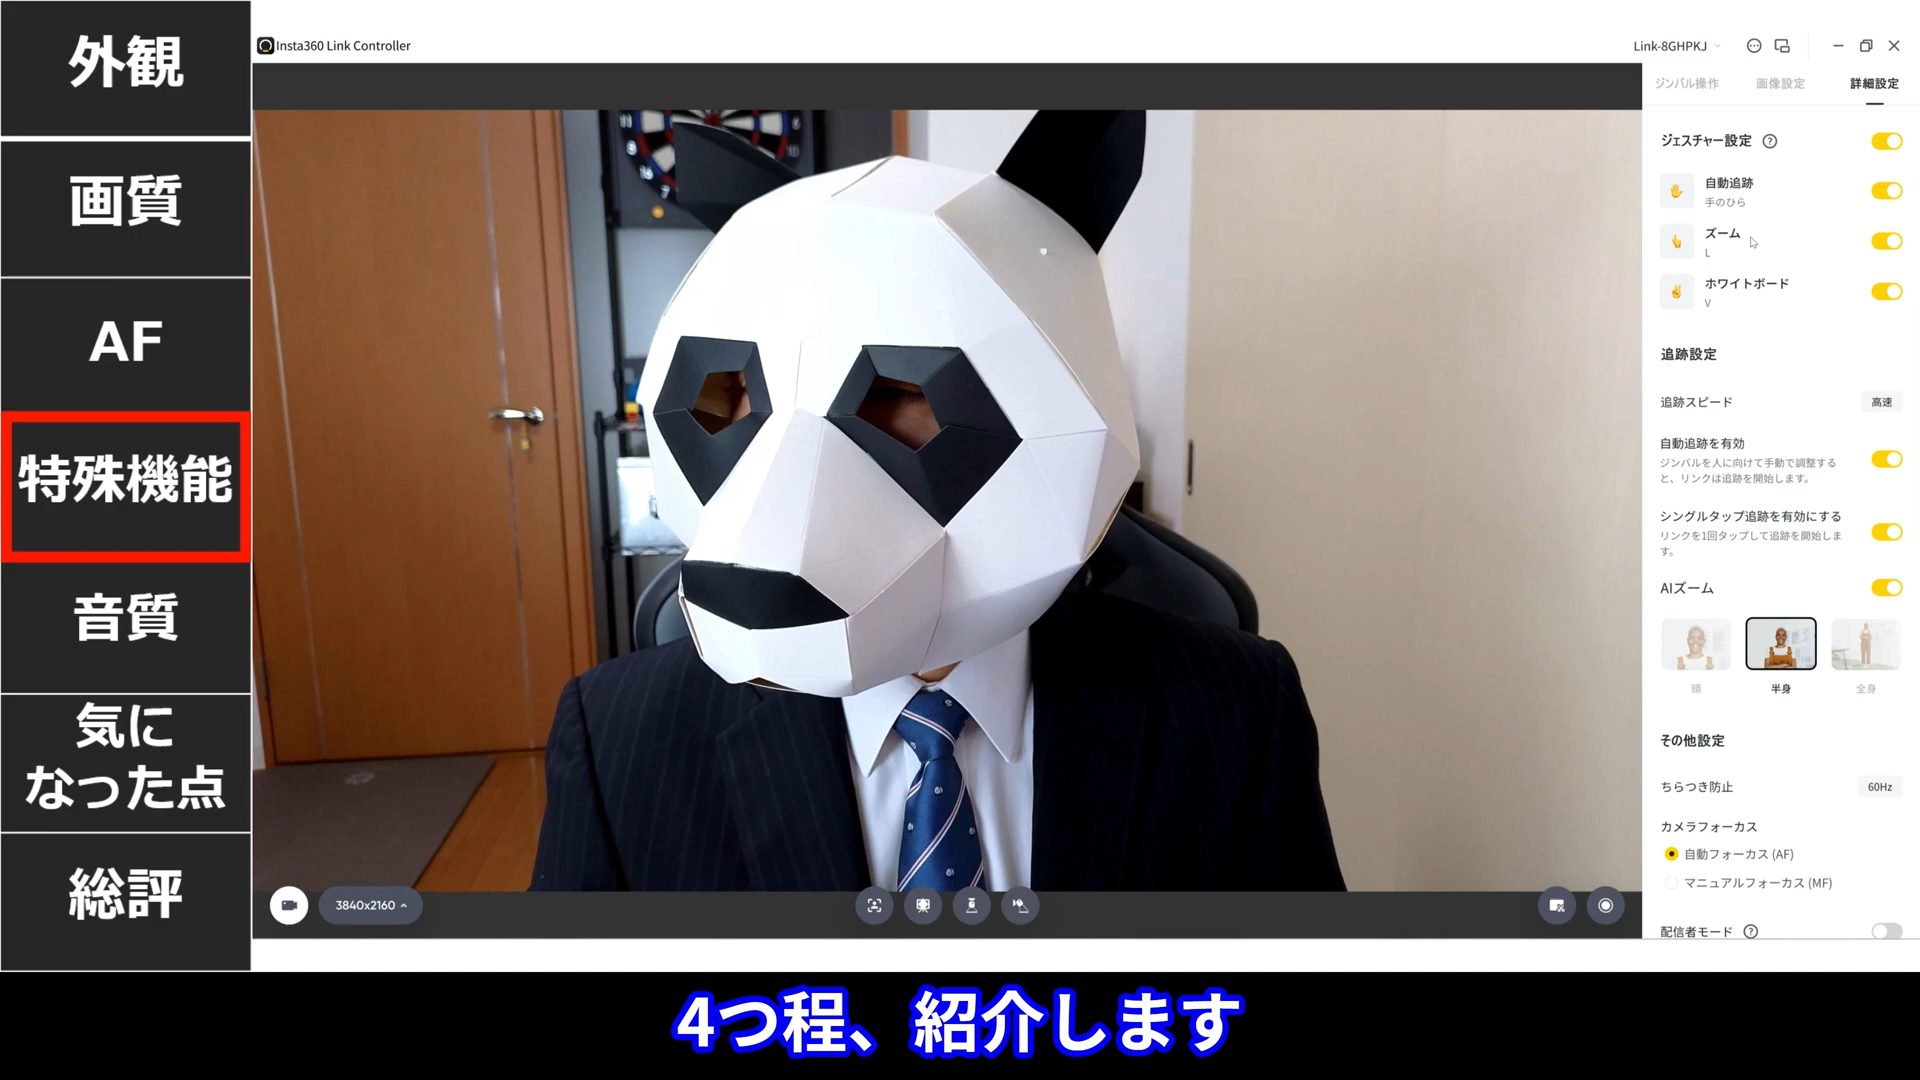 外観
画質
AF
特殊機能
音質
気に
なった点
総評
Insta360 Link Controller
Link-8GHPKJ
ジンバル操作
画像設定
詳細設定
ジェスチャー設定
自動追跡
手のひら
ズーム
L
ホワイトボード
V
追跡設定
追跡スピード
高速
自動追跡を有効
ジンバルを人に向けて手動で調整する
と、リンクは追跡を開始します。
シングルタップ追跡を有効にする
リンクを1回タップして追跡を開始しま
す。
AIズーム
頭
半身
全身
その他設定
ちらつき防止
60Hz
カメラフォーカス
自動フォーカス (AF)
マニュアルフォーカス (MF)
配信者モード
3840x2160
4つ程、紹介します